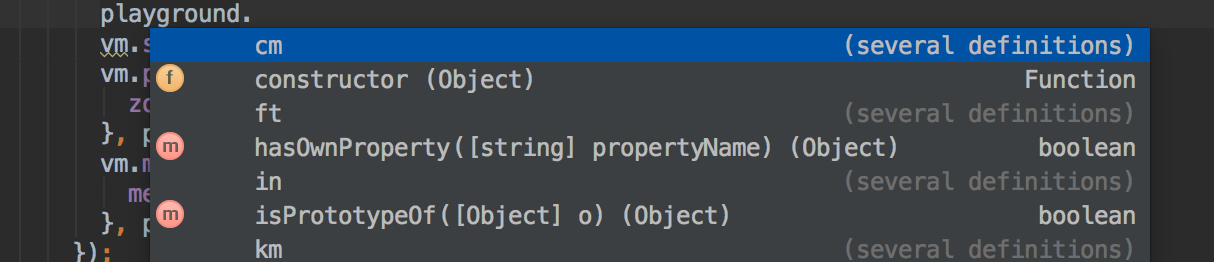 playground.
vm.s
cm (several definitions)
vm.p
f constructor (Object) Function
zo
ft (several definitions)
}, p
m hasOwnProperty([string] propertyName) (Object) boolean
vm.m
in (several definitions)
me
m isPrototypeOf([Object] o) (Object) boolean
}, p
km (several definitions)
});